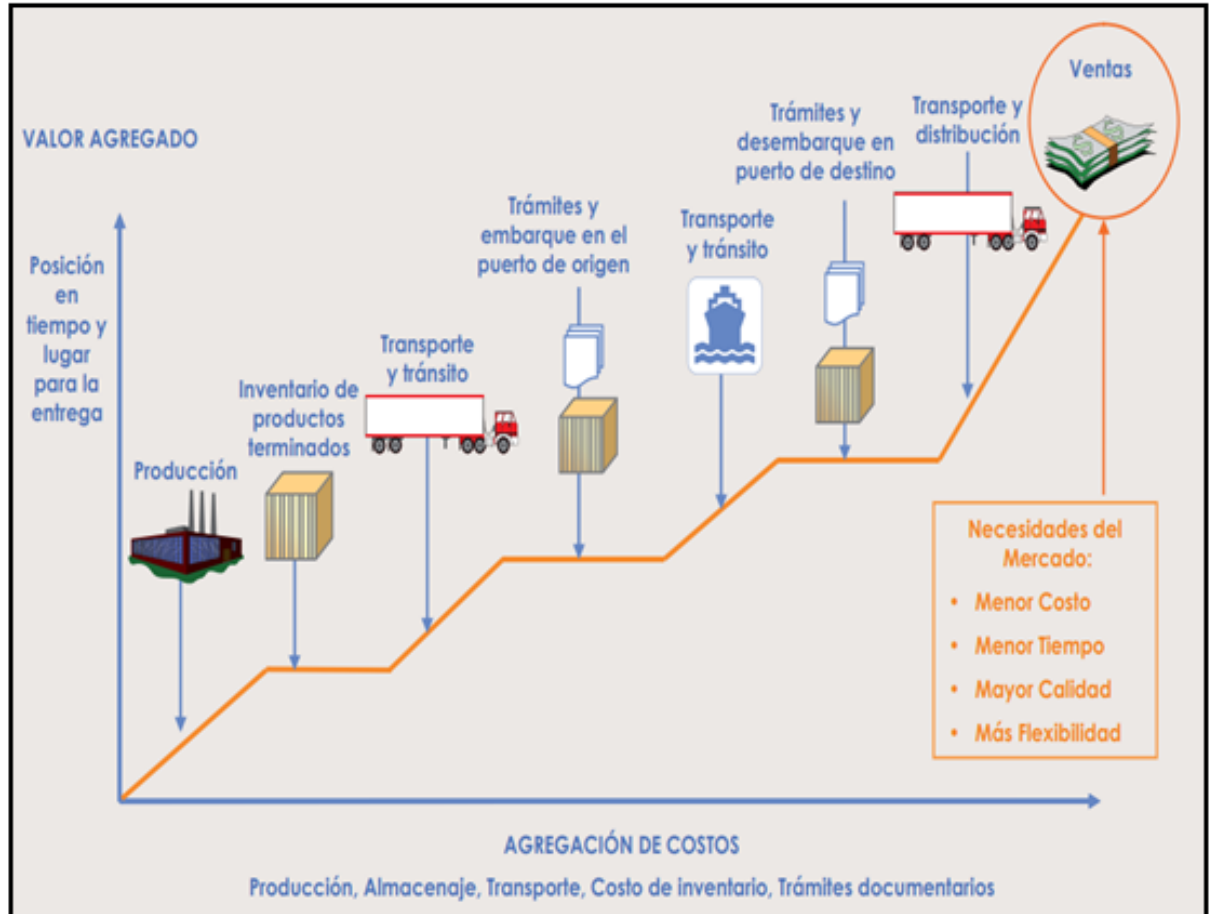 Ventas
VALOR AGREGADO
Trámites y
desembarque en
puerto de destino
Transporte y
distribución
Trámites y
embarque en el
puerto de origen
Transporte
y tránsito
Posición
en
tiempo y
lugar
para la
entrega
Transporte
y tránsito
Inventario de
productos
terminados
Producción
Necesidades del
Mercado:
• Menor Costo
• Menor Tiempo
• Mayor Calidad
• Más Flexibilidad
AGREGACIÓN DE COSTOS
Producción, Almacenaje, Transporte, Costo de inventario, Trámites documentarios